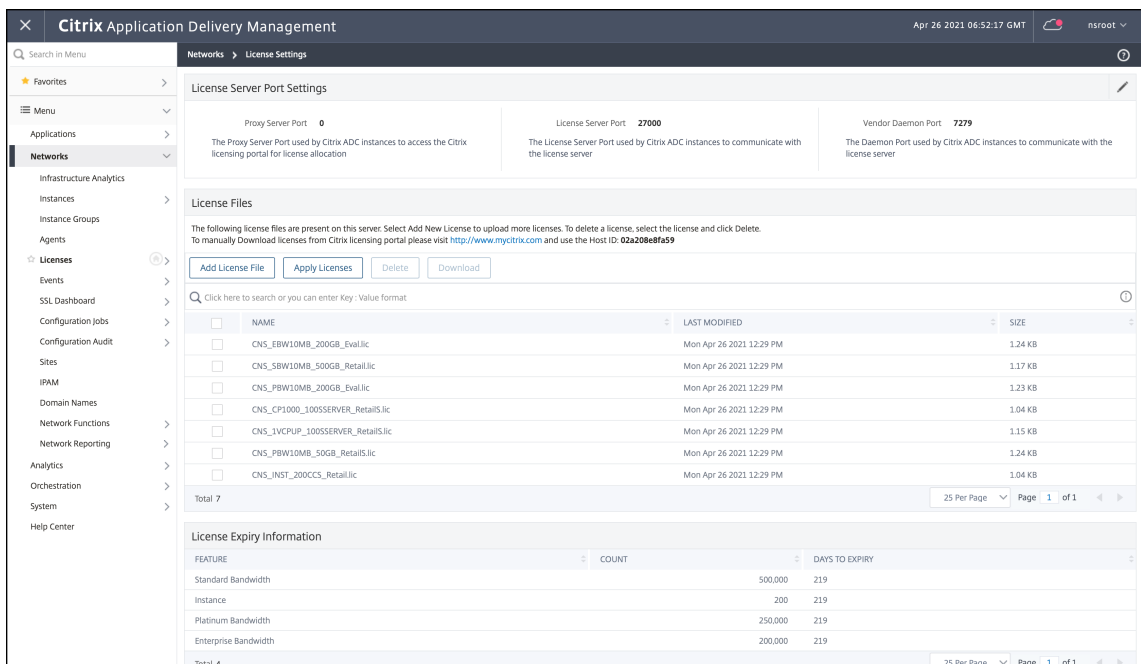 Citrix Application Delivery Management
Apr 26 2021 06:52:17 GMT
nsroot
Search in Menu
Networks > License Settings
Favorites
Menu
Applications
Networks
Infrastructure Analytics
Instances
Instance Groups
Agents
Licenses
Events
SSL Dashboard
Configuration Jobs
Configuration Audit
Sites
IPAM
Domain Names
Network Functions
Network Reporting
Analytics
Orchestration
System
Help Center
License Server Port Settings
Proxy Server Port 0
The Proxy Server Port used by Citrix ADC instances to access the Citrix
licensing portal for license allocation
License Server Port 27000
The License Server Port used by Citrix ADC instances to communicate with
the license server
Vendor Daemon Port 7279
The Daemon Port used by Citrix ADC instances to communicate with the
license server
License Files
The following license files are present on this server. Select Add New License to upload more licenses. To delete a license, select the license and click Delete.
To manually Download licenses from Citrix licensing portal please visit http://www.mycitrix.com and use the Host ID: 02a208e8fa59
Add License File Apply Licenses Delete Download
Click here to search or you can enter Key : Value format
NAME LAST MODIFIED SIZE
CNS_EBW10MB_200GB_Eval.lic Mon Apr 26 2021 12:29 PM 1.24 KB
CNS_SBW10MB_500GB_Retail.lic Mon Apr 26 2021 12:29 PM 1.17 KB
CNS_PBW10MB_200GB_Eval.lic Mon Apr 26 2021 12:29 PM 1.23 KB
CNS_CP1000_100SSERVER_RetailS.lic Mon Apr 26 2021 12:29 PM 1.04 KB
CNS_1VCPUP_100SSERVER_RetailS.lic Mon Apr 26 2021 12:29 PM 1.15 KB
CNS_PBW10MB_50GB_Retail.lic Mon Apr 26 2021 12:29 PM 1.24 KB
CNS_INST_200CCS_Retail.lic Mon Apr 26 2021 12:29 PM 1.04 KB
Total 7 25 Per Page Page 1 of 1
License Expiry Information
FEATURE COUNT DAYS TO EXPIRY
Standard Bandwidth 500,000 219
Instance 200 219
Platinum Bandwidth 250,000 219
Enterprise Bandwidth 200,000 219
Total 4 25 Per Page Page 1 of 1